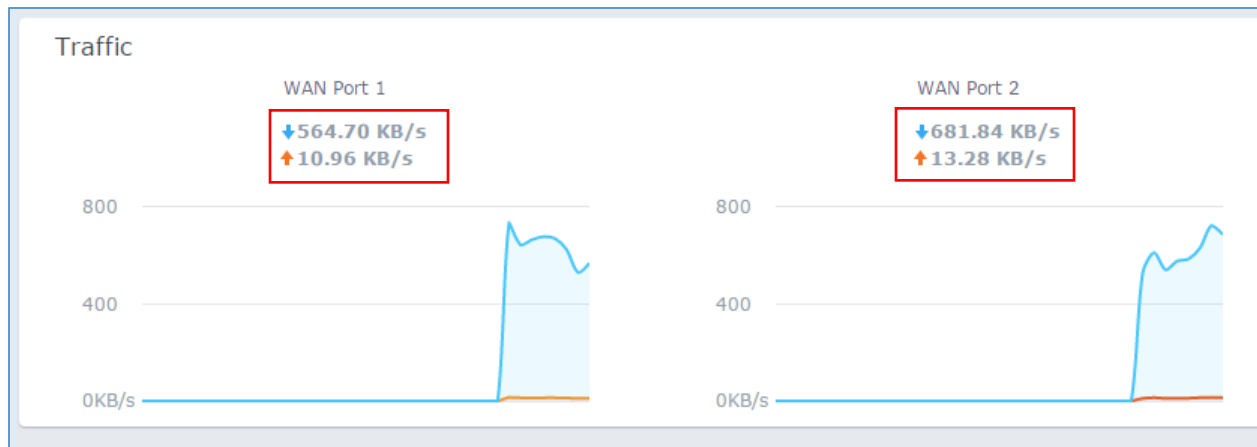 Traffic
WAN Port 1
564.70 KB/s
10.96 KB/s
800
400
0KB/s
WAN Port 2
681.84 KB/s
13.28 KB/s
800
400
0KB/s